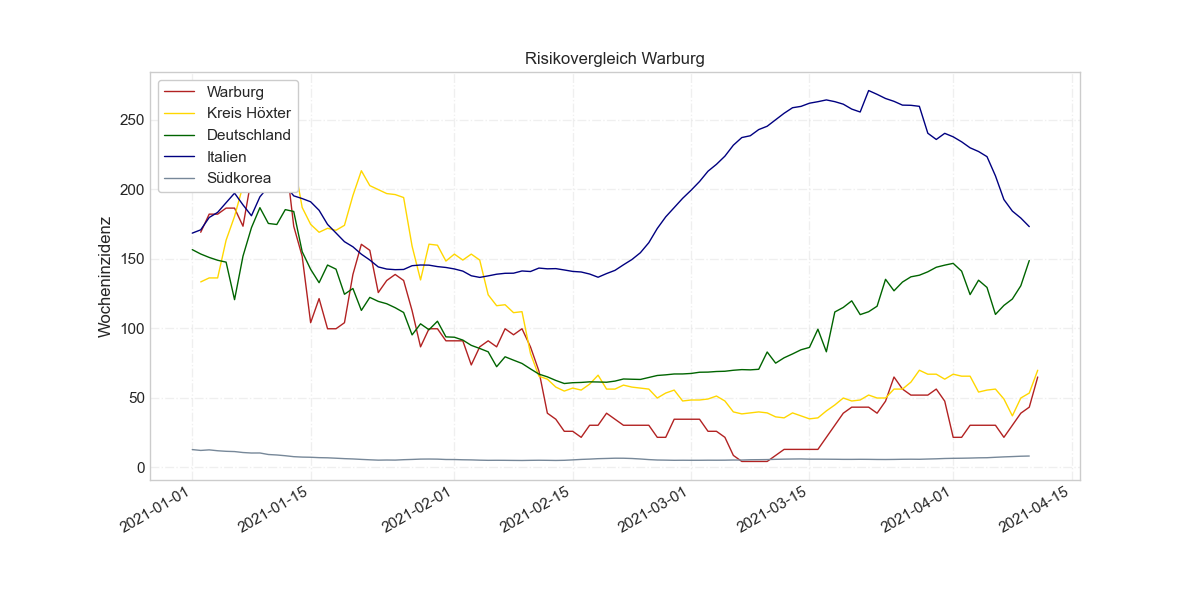 Risikovergleich Warburg
Warburg
Kreis Höxter
Deutschland
Italien
Südkorea
Wocheninzidenz
250
200
150
100
50
0
2021-01-01
2021-01-15
2021-02-01
2021-02-15
2021-03-01
2021-03-15
2021-04-01
2021-04-15